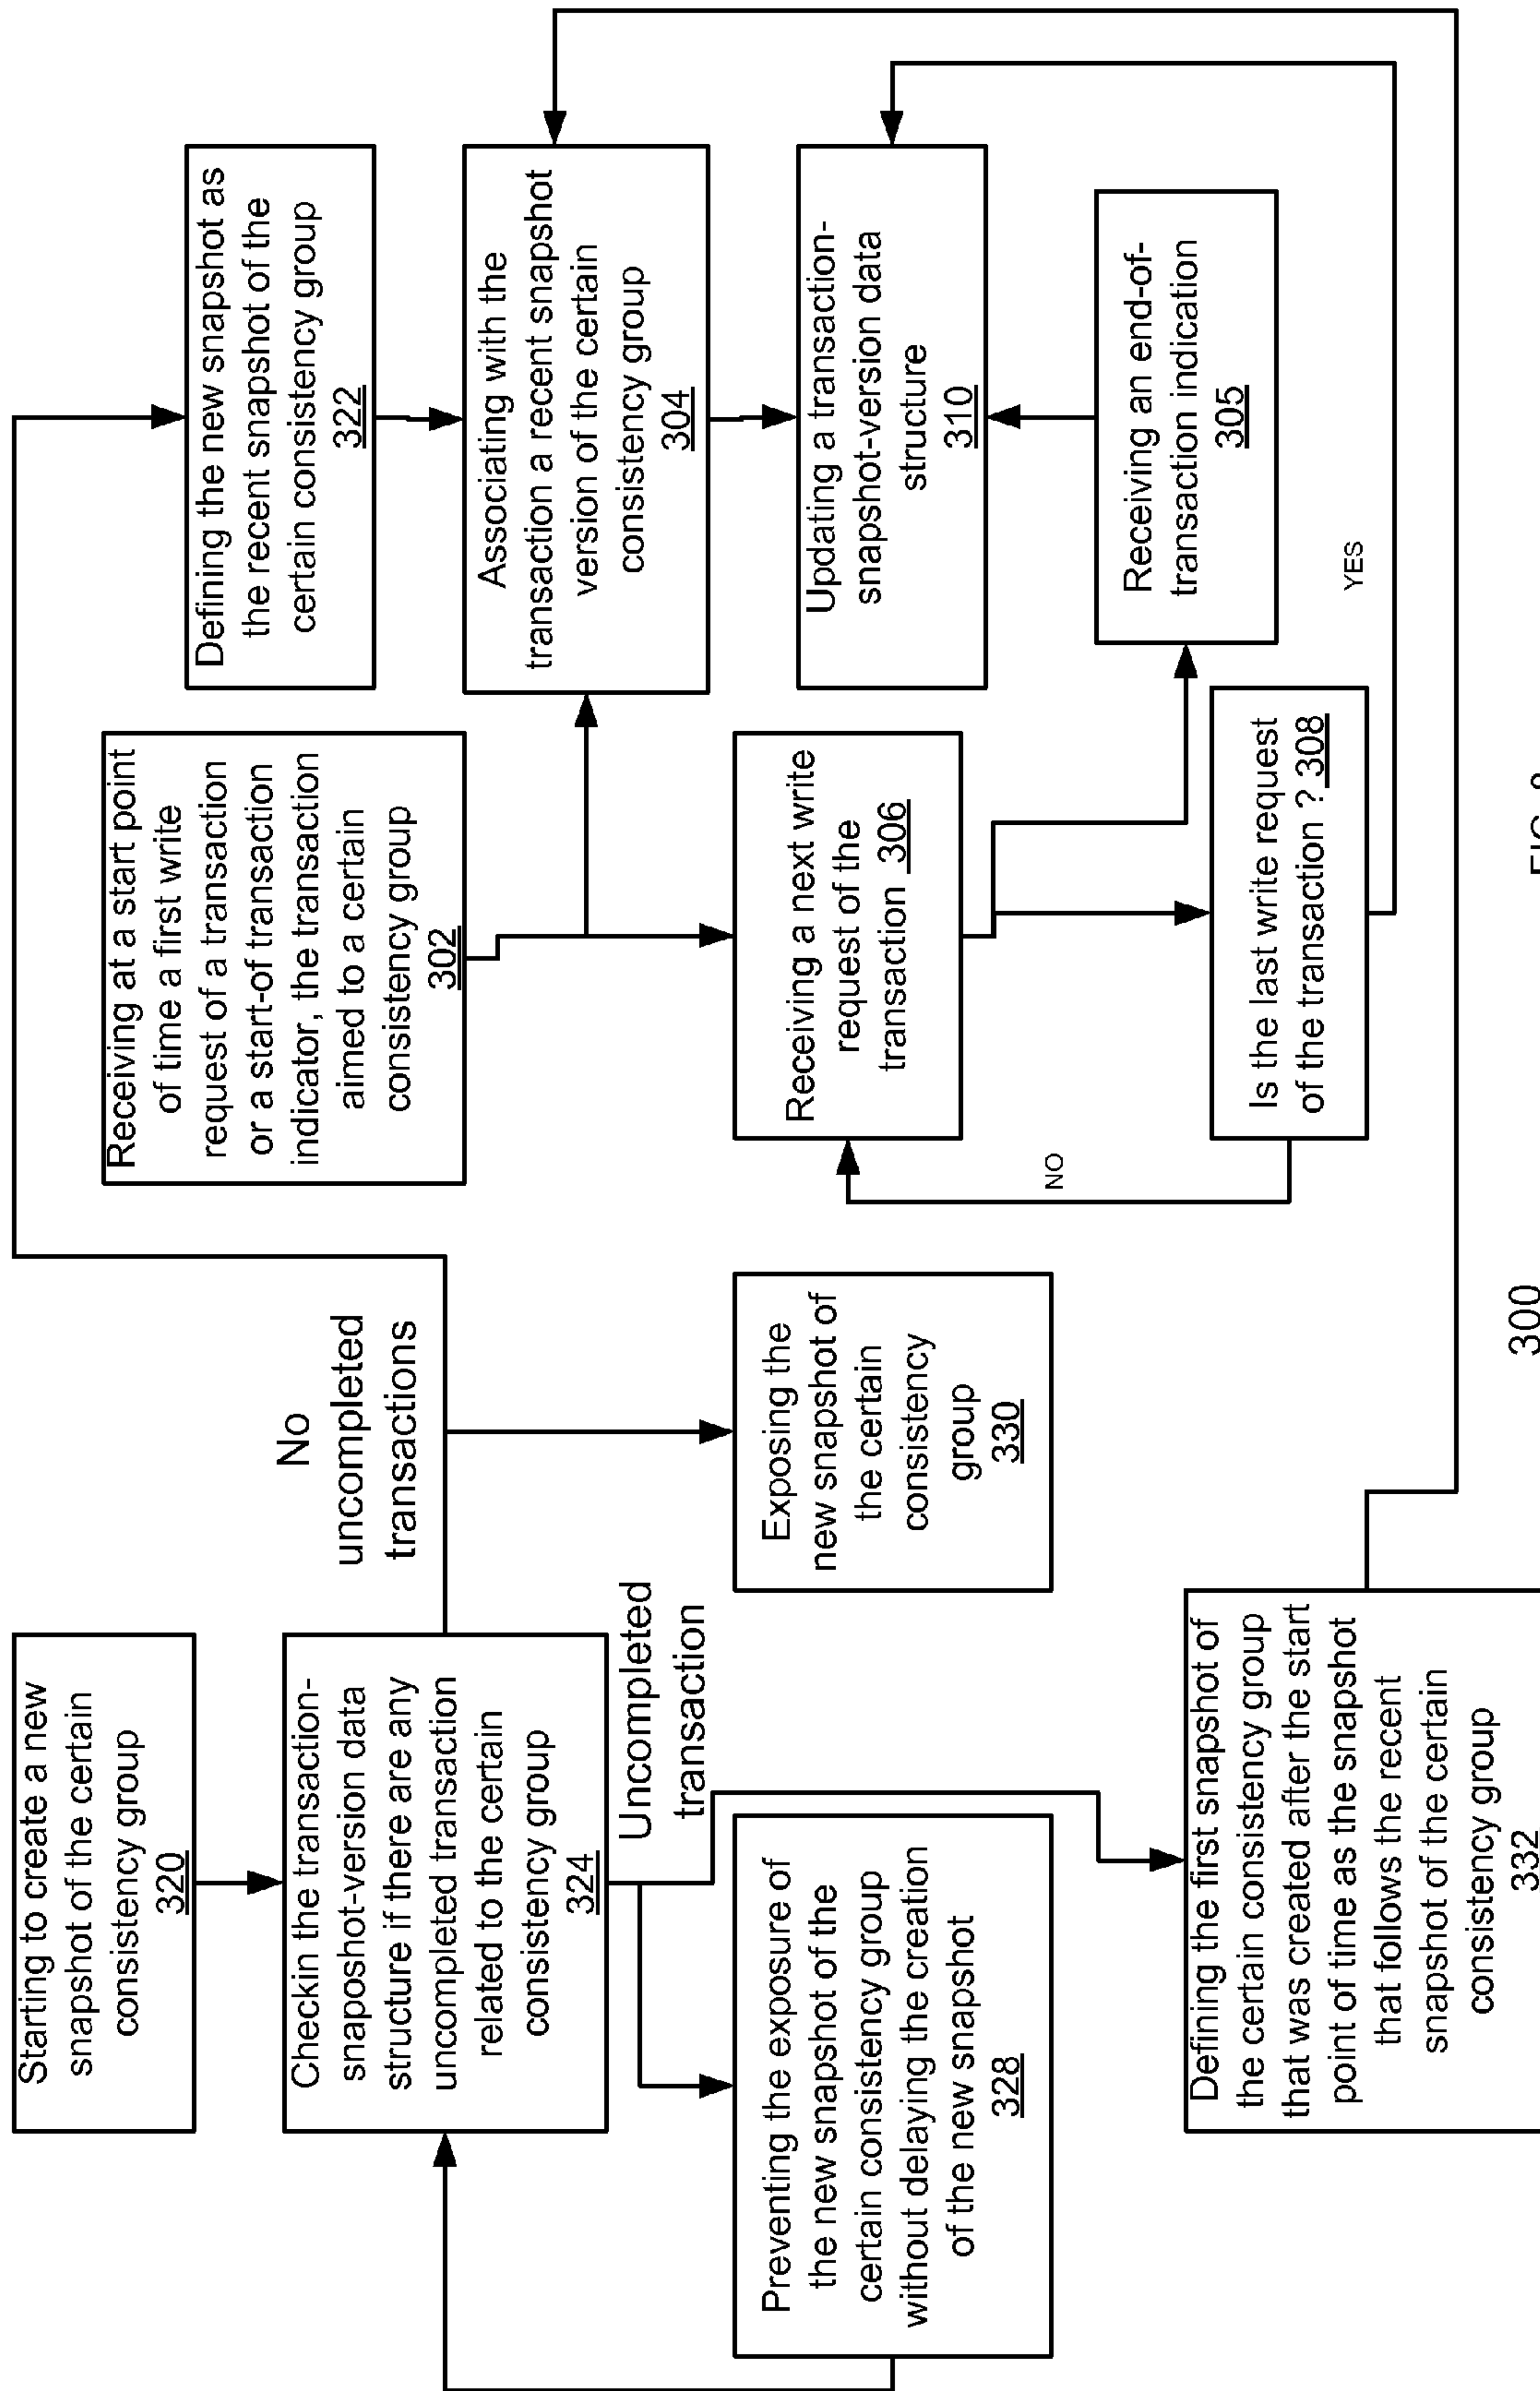 Starting to create a new
snapshot of the certain
consistency group
320
Checkin the transaction-
snaposhot-version data
structure if there are any
uncompleted transaction
related to the certain
consistency group
324
Uncompleted
transaction
Preventing the exposure of
the new snapshot of the
certain consistency group
without delaying the creation
of the new snapshot
328
Defining the first snapshot of
the certain consistency group
that was created after the start
point of time as the snapshot
that follows the recent
snapshot of the certain
consistency group
332
No
uncompleted
transactions
Exposing the
new snapshot of
the certain
consistency
group
330
Receiving at a start point
of time a first write
request of a transaction
or a start-of transaction
indicator, the transaction
aimed to a certain
consistency group
302
Receiving a next write
request of the
transaction 306
NO
Is the last write request
of the transaction ? 308
YES
Defining the new snapshot as
the recent snapshot of the
certain consistency group
322
Associating with the
transaction a recent snapshot
version of the certain
consistency group
304
Updating a transaction-
snapshot-version data
structure
310
Receiving an end-of-
transaction indication
305
300
FIG.